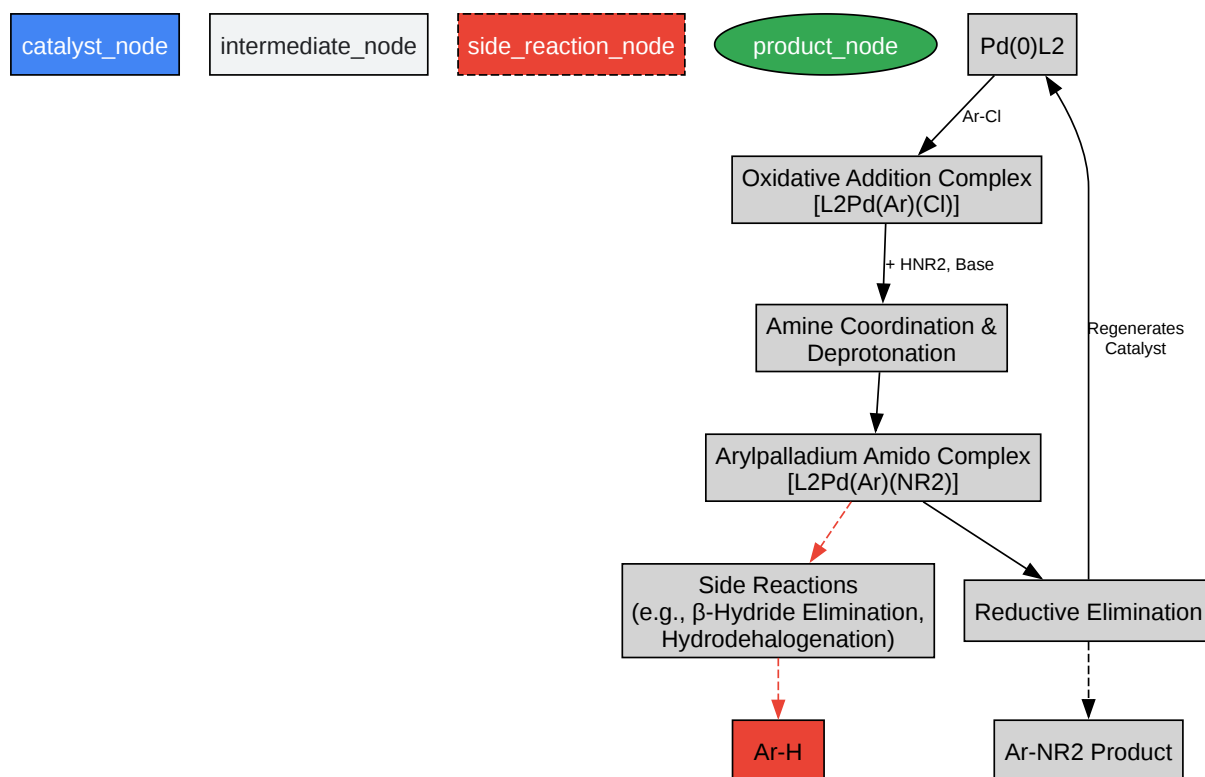 catalyst_node
intermediate_node
side_reaction_node
product_node
Pd(0)L2
Ar-Cl
Oxidative Addition Complex
[L2Pd(Ar)(Cl)]
+ HNR2, Base
Amine Coordination &
Deprotonation
Regenerates
Catalyst
Arylpalladium Amido Complex
[L2Pd(Ar)(NR2)]
Side Reactions
(e.g., β-Hydride Elimination,
Hydrodehalogenation)
Reductive Elimination
Ar-H
Ar-NR2 Product